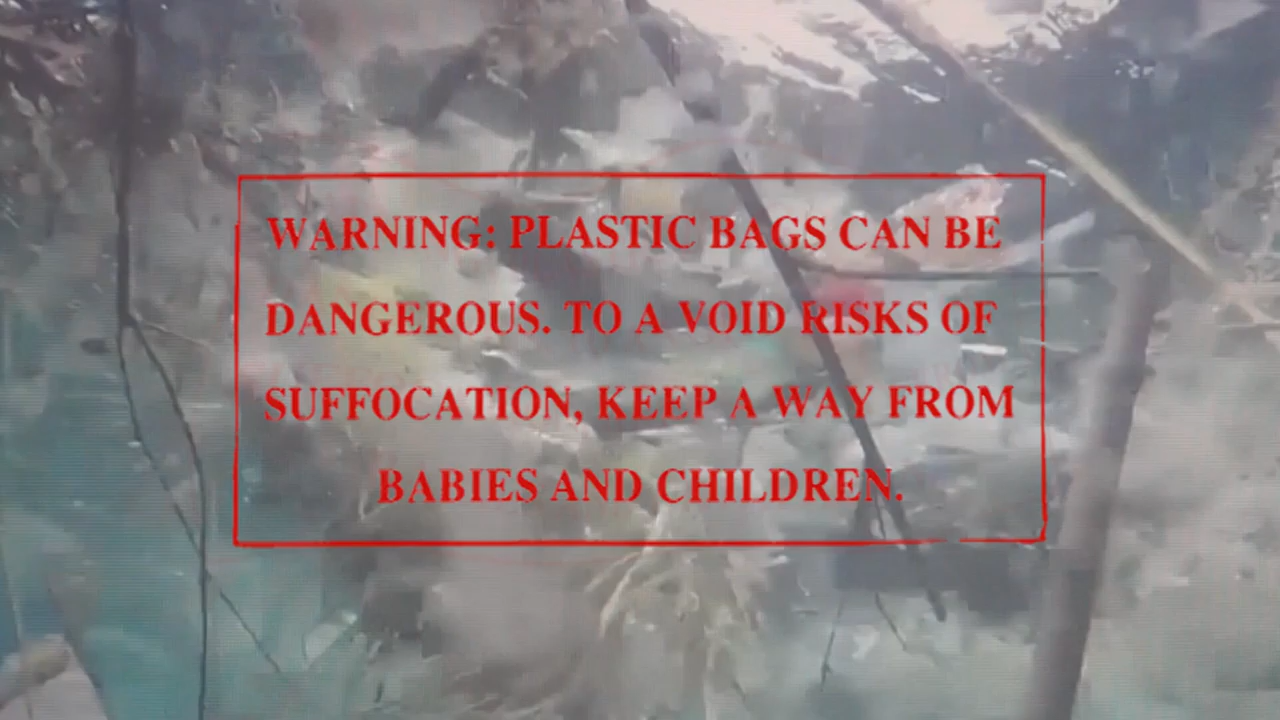 WARNING: PLASTIC BAGS CAN BE
DANGEROUS. TO A VOID RISKS OF
SUFFOCATION, KEEP A WAY FROM
BABIES AND CHILDREN.